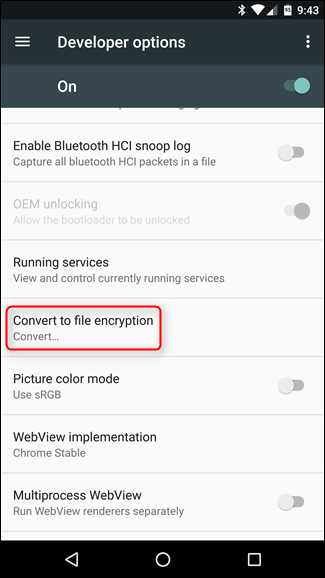 9:43
Developer options
On
Enable Bluetooth HCI snoop log
Capture all bluetooth HCI packets in a file
OEM unlocking
Allow the bootloader to be unlocked
Running services
View and control currently running services
Convert to file encryption
Convert...
Picture color mode
Use sRGB
WebView implementation
Chrome Stable
Multiprocess WebView
Run WebView renderers separately